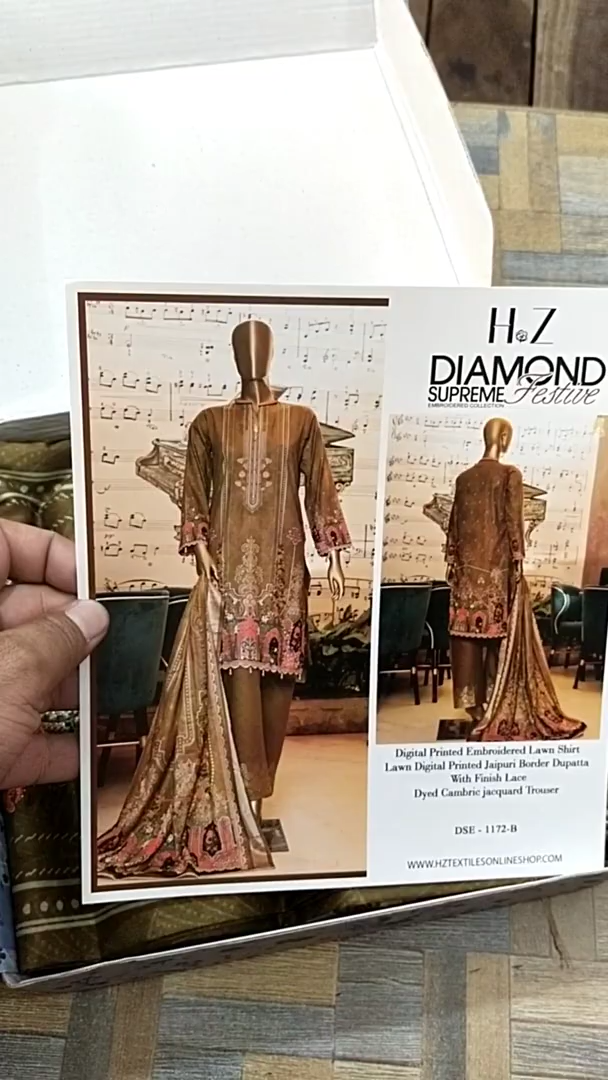 H&Z
DIAMOND
SUPREME Festive
EMBROIDERED COLLECTION
Digital Printed Embroidered Lawn Shirt
Lawn Digital Printed Jaipuri Border Dupatta
With Finish Lace
Dyed Cambric jacquard Trouser
DSE - 1172-B
WWW.HZTEXTILESONLINESHOP.COM